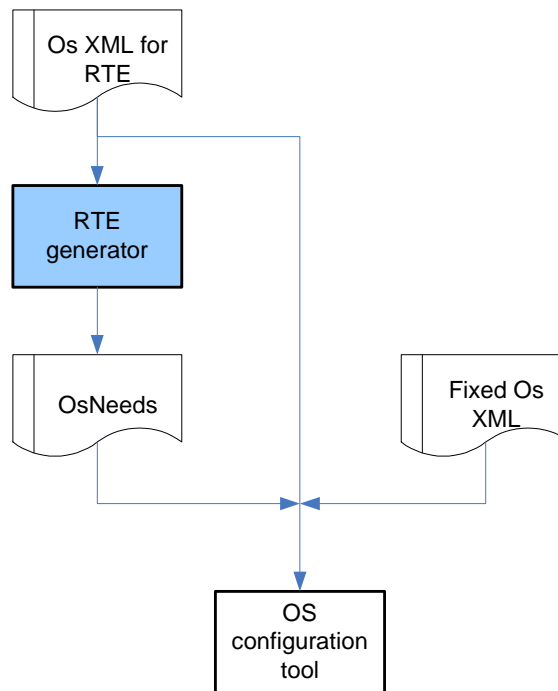 Os XML for
RTE
RTE
generator
OsNeeds
Fixed Os
XML
OS
configuration
tool